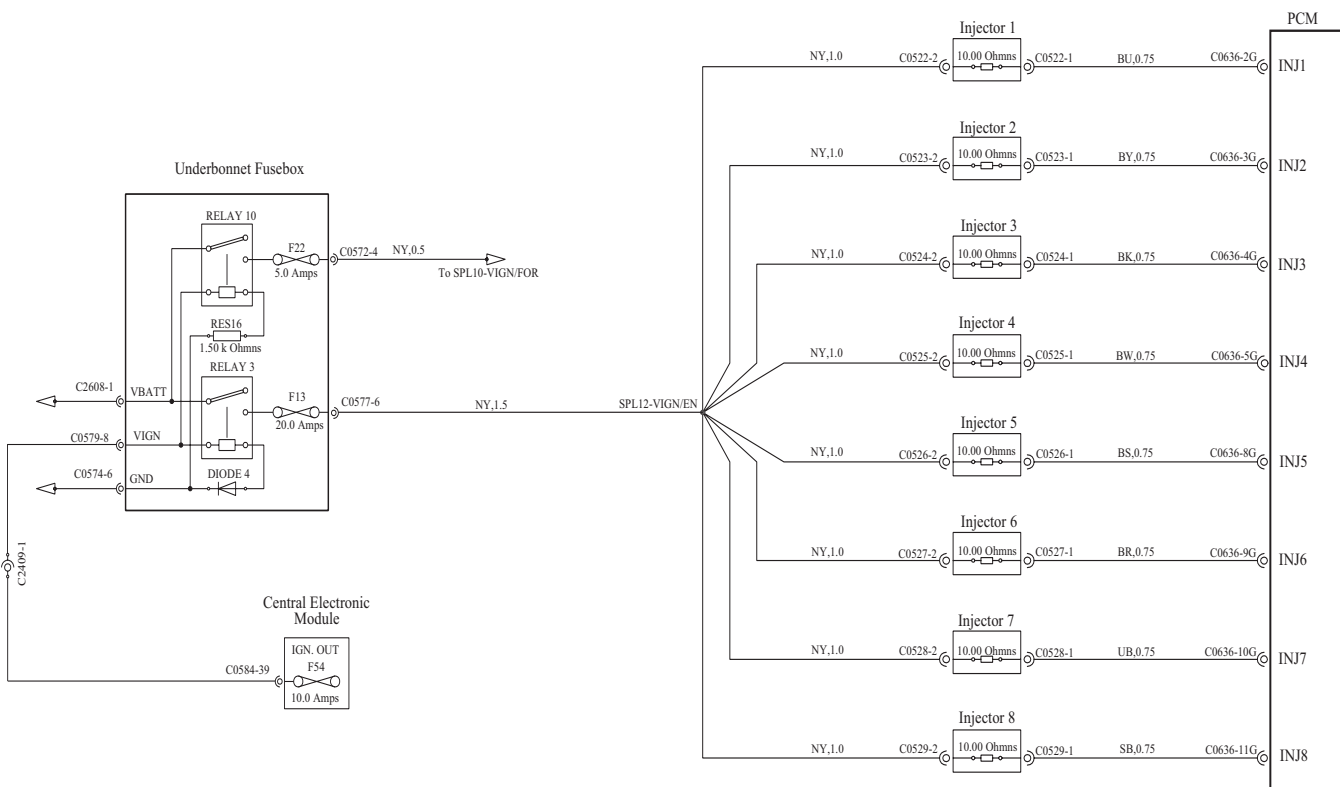 PCM
Injector 1
NY,1.0 C0522-2 10.00 Ohmns C0522-1 BU,0.75 C0636-2G INJ1
Injector 2
NY,1.0 C0523-2 10.00 Ohmns C0523-1 BY,0.75 C0636-3G INJ2
Injector 3
NY,1.0 C0524-2 10.00 Ohmns C0524-1 BK,0.75 C0636-4G INJ3
Injector 4
NY,1.0 C0525-2 10.00 Ohmns C0525-1 BW,0.75 C0636-5G INJ4
Injector 5
NY,1.0 C0526-2 10.00 Ohmns C0526-1 BS,0.75 C0636-8G INJ5
Injector 6
NY,1.0 C0527-2 10.00 Ohmns C0527-1 BR,0.75 C0636-9G INJ6
Injector 7
NY,1.0 C0528-2 10.00 Ohmns C0528-1 UB,0.75 C0636-10G INJ7
Injector 8
NY,1.0 C0529-2 10.00 Ohmns C0529-1 SB,0.75 C0636-11G INJ8
Underbonnet Fusebox
RELAY 10
F22
5.0 Amps
C0572-4 NY,0.5
To SPL10-VIGN/FOR
RES16
1.50 k Ohmns
RELAY 3
C2608-1 VBATT
F13
20.0 Amps
C0577-6 NY,1.5 SPL12-VIGN/EN
C0579-8 VIGN
C0574-6 GND
DIODE 4
C2409-1
Central Electronic
Module
IGN. OUT
C0584-39 F54
10.0 Amps